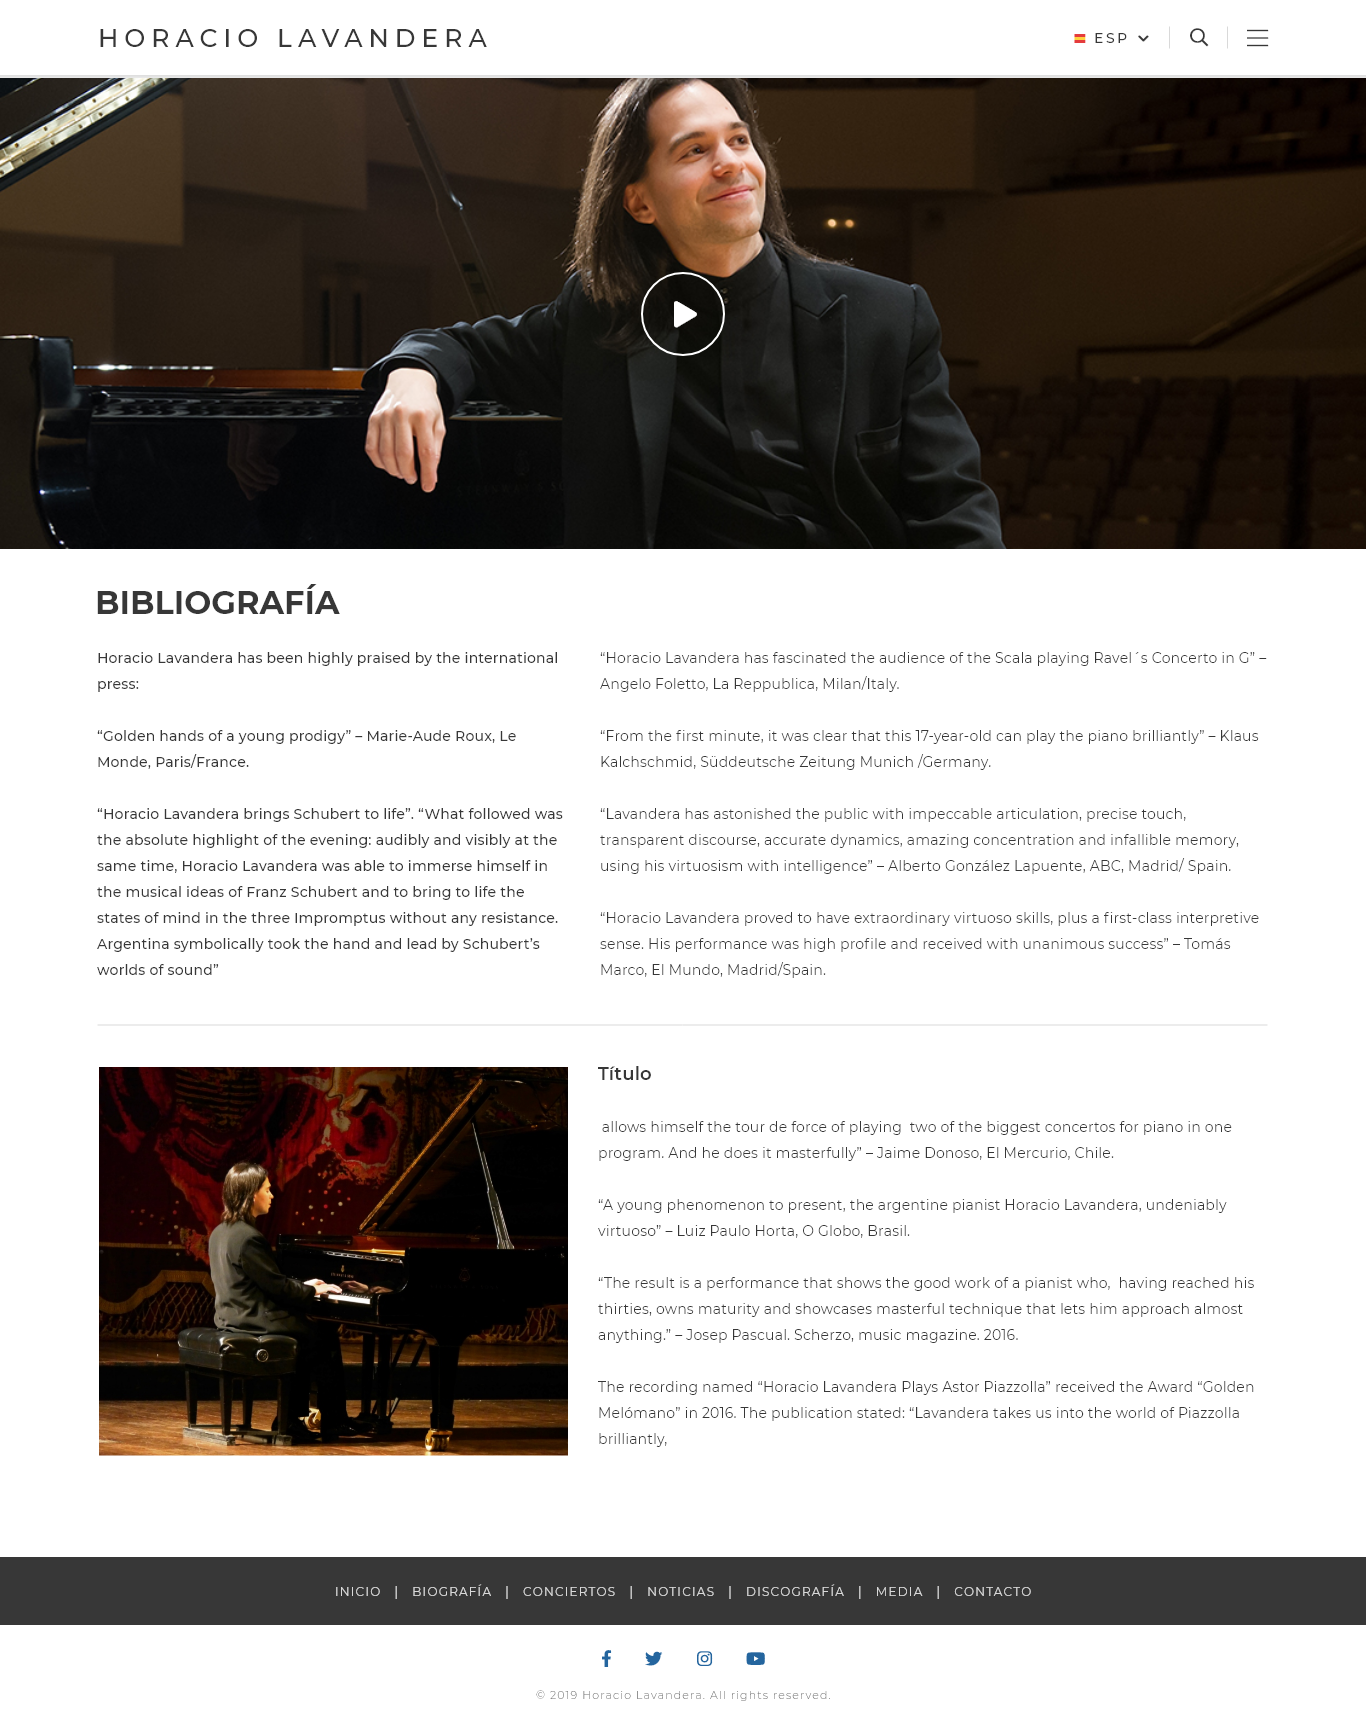 HORACIO LAVANDERA
ESP
BIBLIOGRAFÍA
Horacio Lavandera has been highly praised by the international
press:
“Golden hands of a young prodigy” – Marie-Aude Roux, Le
Monde, Paris/France.
“Horacio Lavandera brings Schubert to life”. “What followed was
the absolute highlight of the evening: audibly and visibly at the
same time, Horacio Lavandera was able to immerse himself in
the musical ideas of Franz Schubert and to bring to life the
states of mind in the three Impromptus without any resistance.
Argentina symbolically took the hand and lead by Schubert’s
worlds of sound”
“Horacio Lavandera has fascinated the audience of the Scala playing Ravel´s Concerto in G” –
Angelo Foletto, La Reppublica, Milan/Italy.
“From the first minute, it was clear that this 17-year-old can play the piano brilliantly” – Klaus
Kalchschmid, Süddeutsche Zeitung Munich /Germany.
“Lavandera has astonished the public with impeccable articulation, precise touch,
transparent discourse, accurate dynamics, amazing concentration and infallible memory,
using his virtuosism with intelligence” – Alberto González Lapuente, ABC, Madrid/ Spain.
“Horacio Lavandera proved to have extraordinary virtuoso skills, plus a first-class interpretive
sense. His performance was high profile and received with unanimous success” – Tomás
Marco, El Mundo, Madrid/Spain.
Título
allows himself the tour de force of playing  two of the biggest concertos for piano in one
program. And he does it masterfully” – Jaime Donoso, El Mercurio, Chile.
“A young phenomenon to present, the argentine pianist Horacio Lavandera, undeniably
virtuoso” – Luiz Paulo Horta, O Globo, Brasil.
“The result is a performance that shows the good work of a pianist who,  having reached his
thirties, owns maturity and showcases masterful technique that lets him approach almost
anything.” – Josep Pascual. Scherzo, music magazine. 2016.
The recording named “Horacio Lavandera Plays Astor Piazzolla” received the Award “Golden
Melómano” in 2016. The publication stated: “Lavandera takes us into the world of Piazzolla
brilliantly,
INICIO | BIOGRAFÍA | CONCIERTOS | NOTICIAS | DISCOGRAFÍA | MEDIA | CONTACTO
© 2019 Horacio Lavandera. All rights reserved.